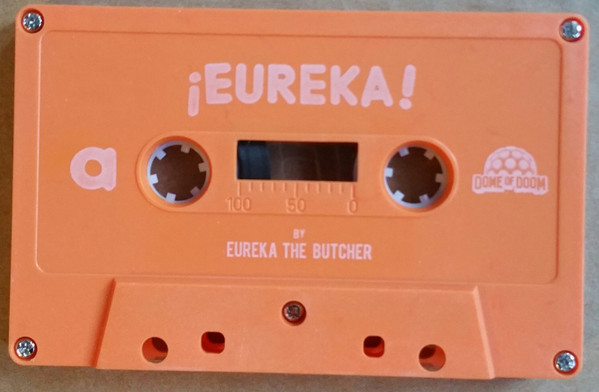 ¡EUREKA!
a
DOME OF DOOM
100 50 0
BY
EUREKA THE BUTCHER